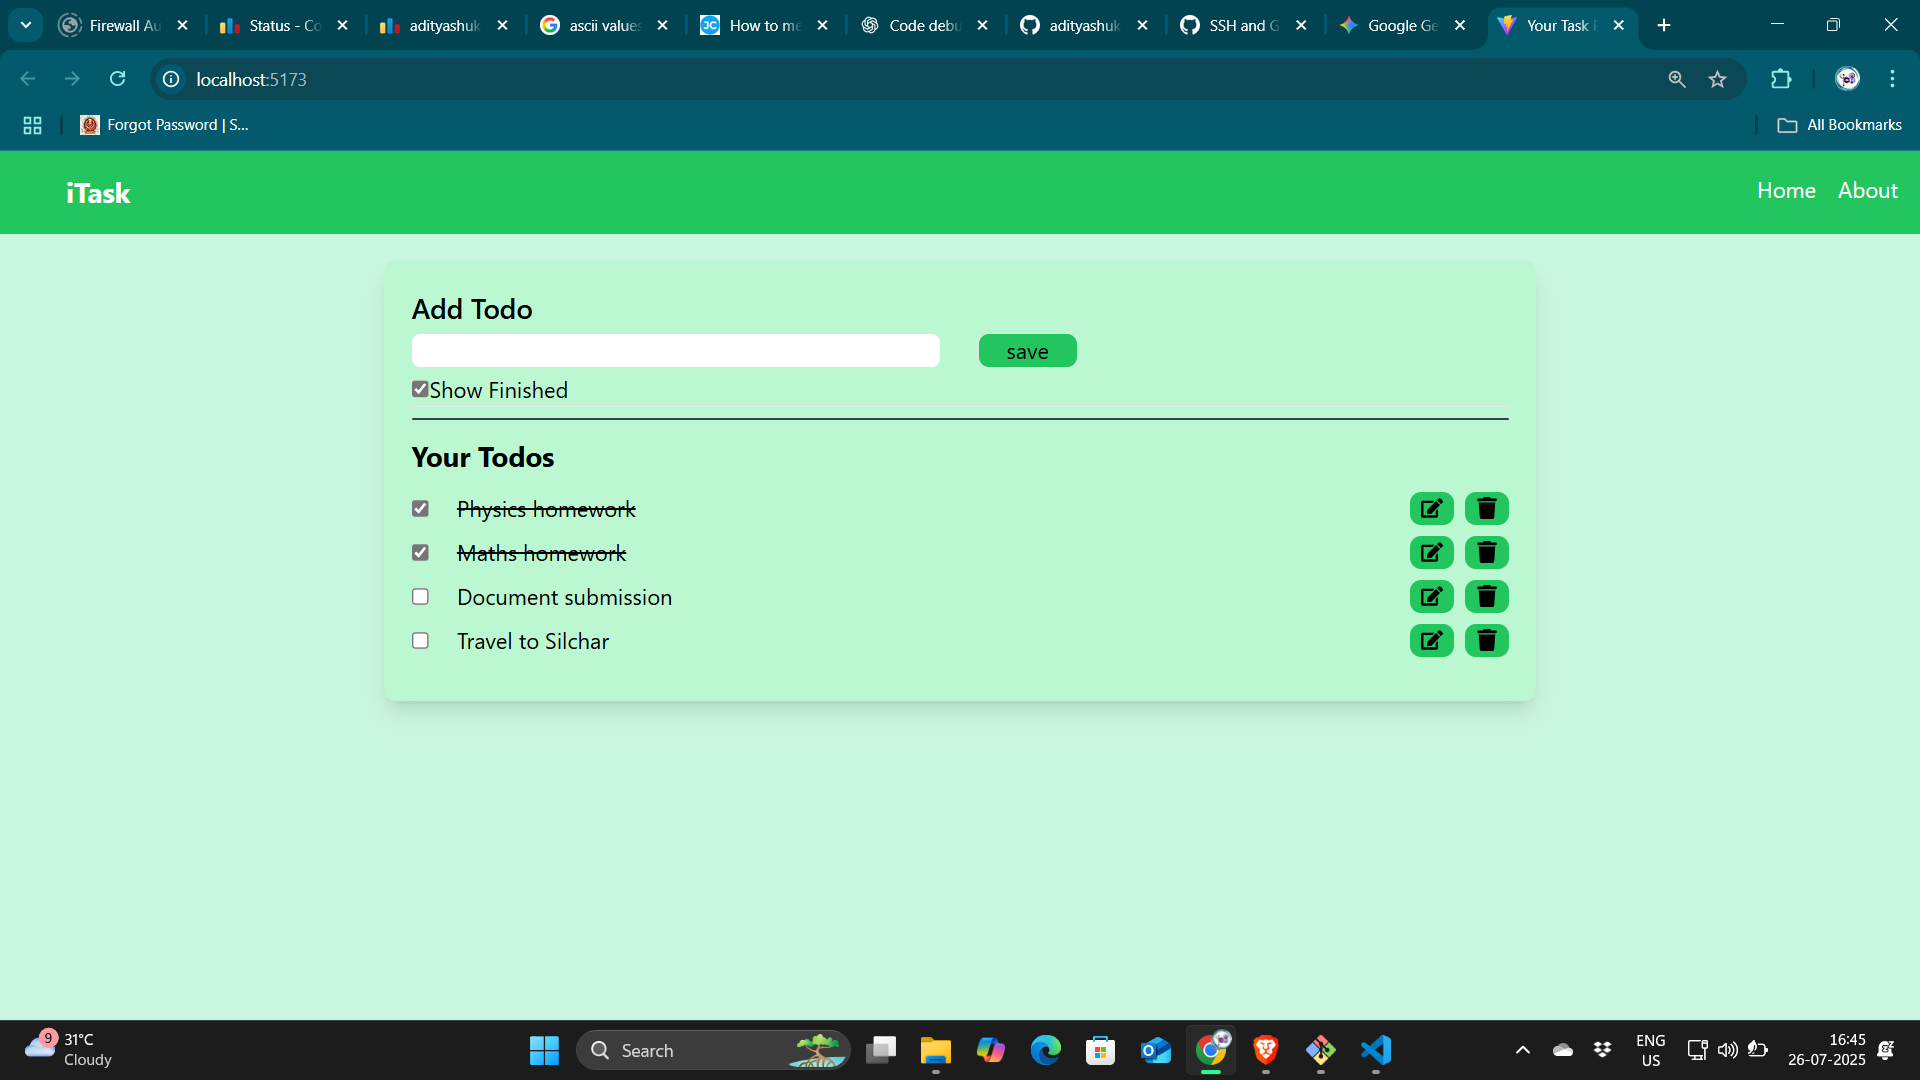 Firewall Au
Status - Co
adityashuk
ascii values
How to me
Code debu
adityashuk
SSH and G
Google Ge
Your Task
localhost:5173
Forgot Password | S...
All Bookmarks
iTask
Home
About
Add Todo
save
Show Finished
Your Todos
Physics homework
Maths homework
Document submission
Travel to Silchar
9
31°C
Cloudy
Search
ENG
US
16:45
26-07-2025